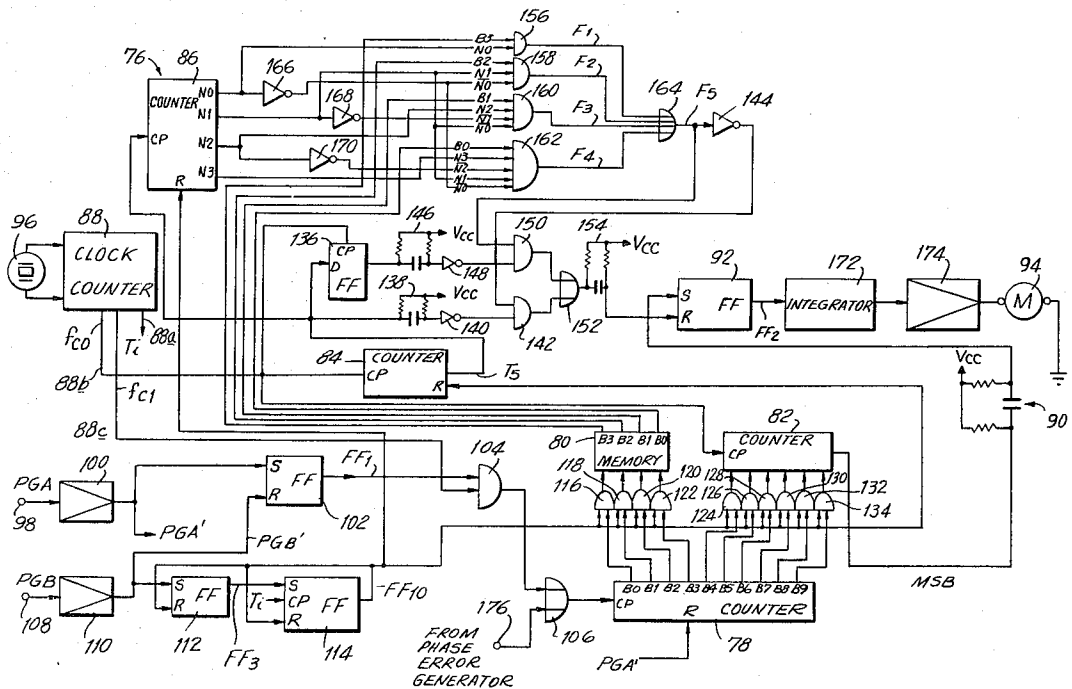 156
F1
76
86
B3
N0
158
F2
166
B2
N1
N0
160
164
COUNTER
N0
N1
N2
N3
CP
R
168
B1
N2
N1
N0
F3
F5
144
170
162
B0
N3
N2
N1
N0
F4
96
88
CLOCK
COUNTER
136
CP
D
FF
146
Vcc
148
150
154
Vcc
138
Vcc
140
142
152
92
S
R
FF
FF2
172
INTEGRATOR
174
94
M
fc0
Ti
88a
88b
fc1
84
COUNTER
CP
R
T5
Vcc
90
88c
80
B3 B2 B1 B0
MEMORY
82
COUNTER
CP
104
118
116
120
122
128
126
124
130
132
134
PGA
100
98
PGA'
S
R
FF
102
FF1
PGB'
MSB
PGB
108
110
S
R
FF
112
FF3
Ti
S
CP
R
FF
114
FF10
176
106
B0 B1 B2 B3 B4 B5 B6 B7 B8 B9
CP
R
COUNTER
78
FROM
PHASE
ERROR
GENERATOR
PGA'